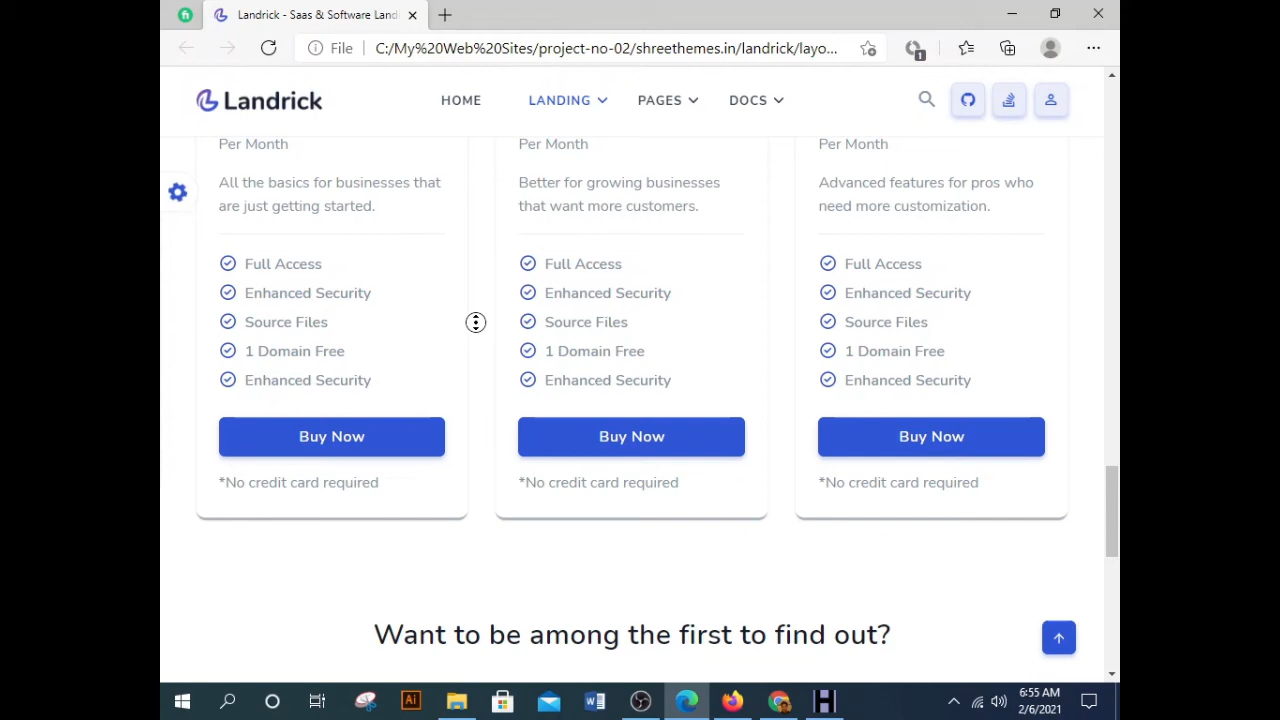 Landrick - Saas & Software Landi
File
C:/My%20Web%20Sites/project-no-02/shreethemes.in/landrick/layo...
1
Landrick
HOME
LANDING
PAGES
DOCS
Per Month
All the basics for businesses that
are just getting started.
Full Access
Enhanced Security
Source Files
1 Domain Free
Enhanced Security
Buy Now
*No credit card required
Per Month
Better for growing businesses
that want more customers.
Full Access
Enhanced Security
Source Files
1 Domain Free
Enhanced Security
Buy Now
*No credit card required
Per Month
Advanced features for pros who
need more customization.
Full Access
Enhanced Security
Source Files
1 Domain Free
Enhanced Security
Buy Now
*No credit card required
Want to be among the first to find out?
Ai
W
H
6:55 AM
2/6/2021